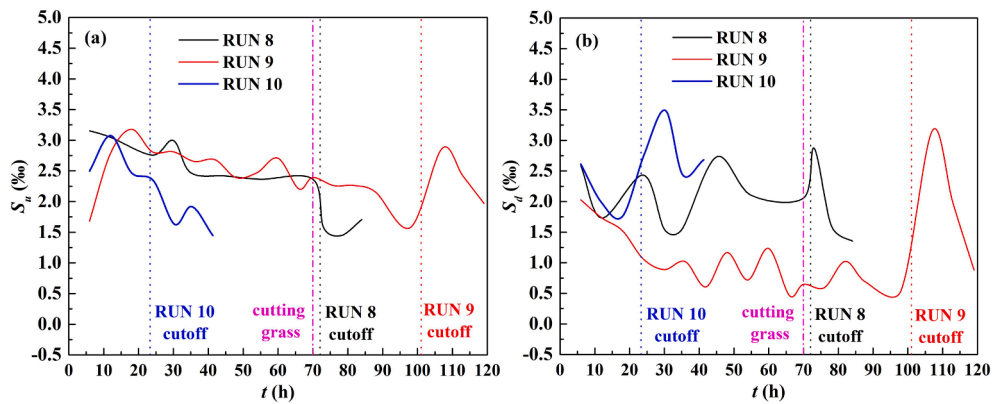 (a)
RUN 8
RUN 9
RUN 10
5.0
4.5
4.0
3.5
3.0
2.5
2.0
1.5
1.0
0.5
0.0
-0.5
Su (‰)
RUN 10
cutoff
cutting
grass
RUN 8
cutoff
RUN 9
cutoff
0 10 20 30 40 50 60 70 80 90 100 110 120
t (h)
(b)
RUN 8
RUN 9
RUN 10
5.0
4.5
4.0
3.5
3.0
2.5
2.0
1.5
1.0
0.5
0.0
-0.5
Sd (‰)
RUN 10
cutoff
cutting
grass
RUN 8
cutoff
RUN 9
cutoff
0 10 20 30 40 50 60 70 80 90 100 110 120
t (h)